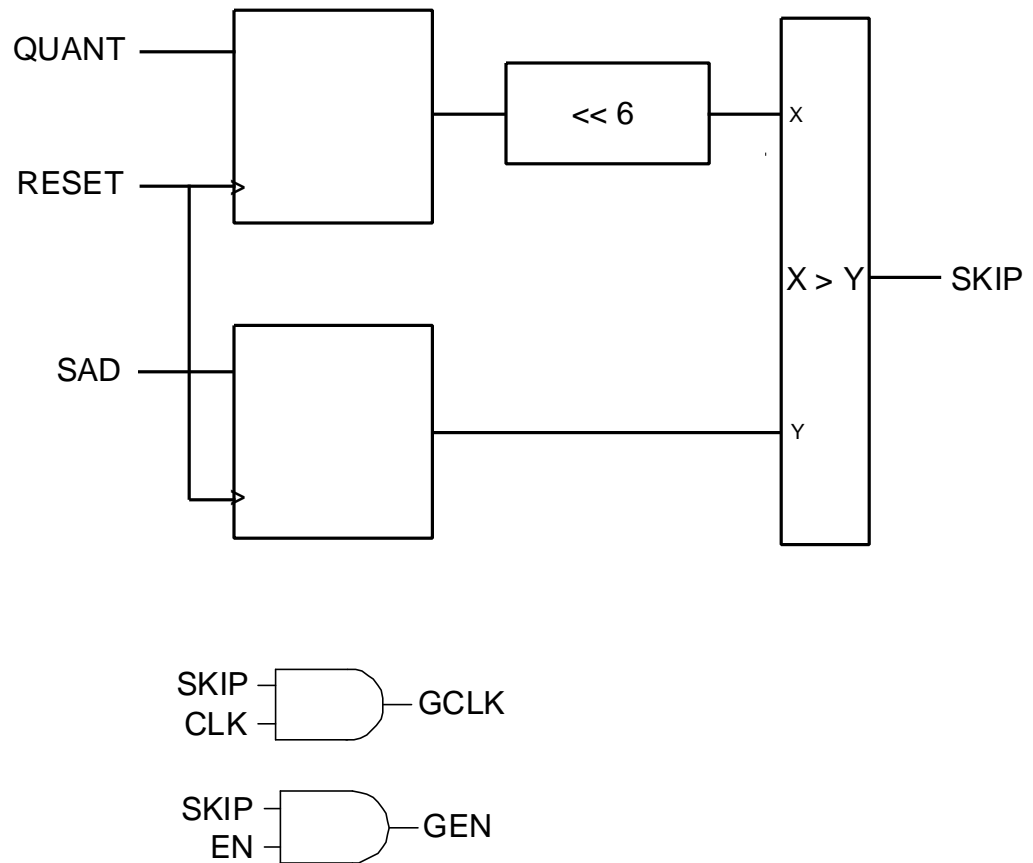 QUANT
<< 6
X
RESET
X > Y
SKIP
SAD
Y
SKIP
CLK
GCLK
SKIP
EN
GEN